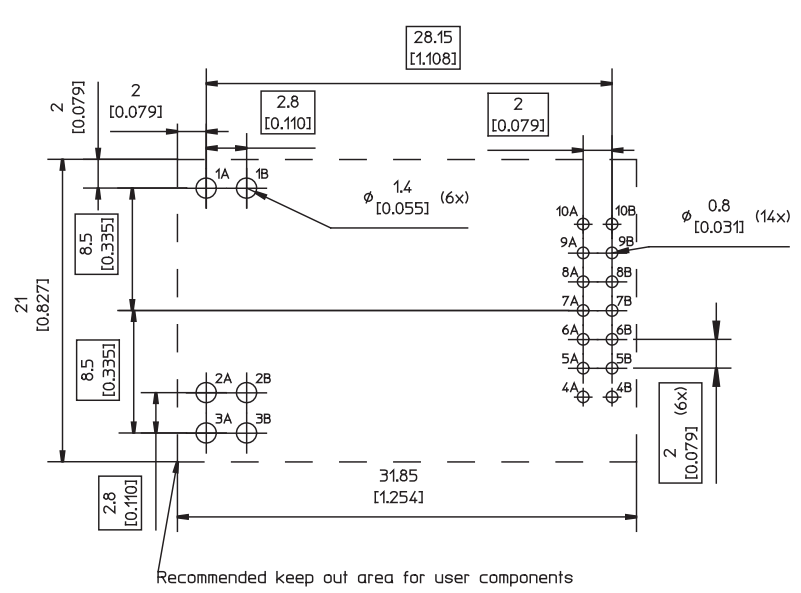 28.15
[1.108]
2
[0.079]
2
[0.079]
2.8
[0.110]
2
[0.079]
1A
1B
ø 1.4 (6x)
[0.055]
ø 0.8 (14x)
[0.031]
10A
10B
9A
9B
8.5
[0.335]
8A
8B
21
[0.827]
7A
7B
6A
6B
8.5
[0.335]
5A
5B
2A
2B
4A
4B
2 (6x)
[0.079]
3A
3B
2.8
[0.110]
31.85
[1.254]
Recommended keep out area for user components